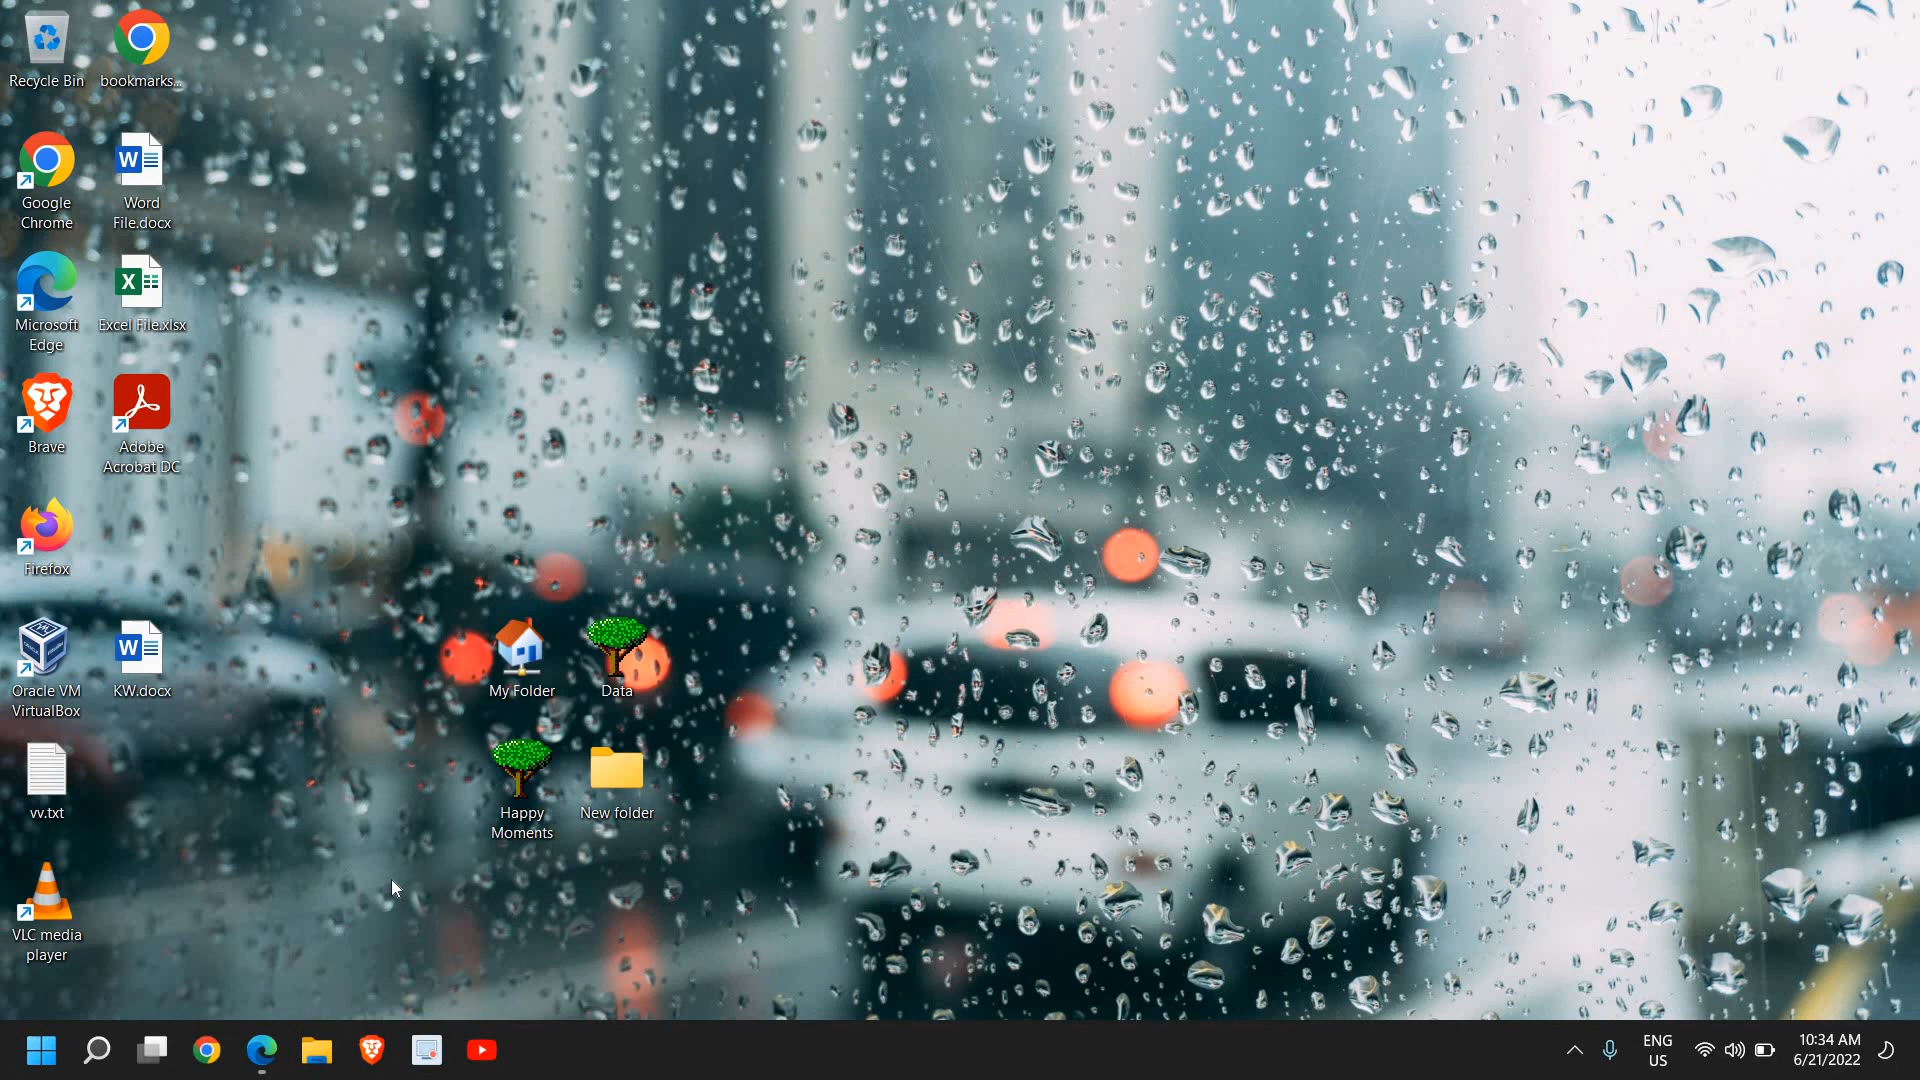 Recycle Bin
bookmarks...
Google
Chrome
Word
File.docx
Microsoft
Edge
Excel File.xlsx
Brave
Adobe
Acrobat DC
Firefox
Oracle VM
VirtualBox
KW.docx
My Folder
Data
vv.txt
Happy
Moments
New folder
VLC media
player
ENG
US
10:34 AM
6/21/2022